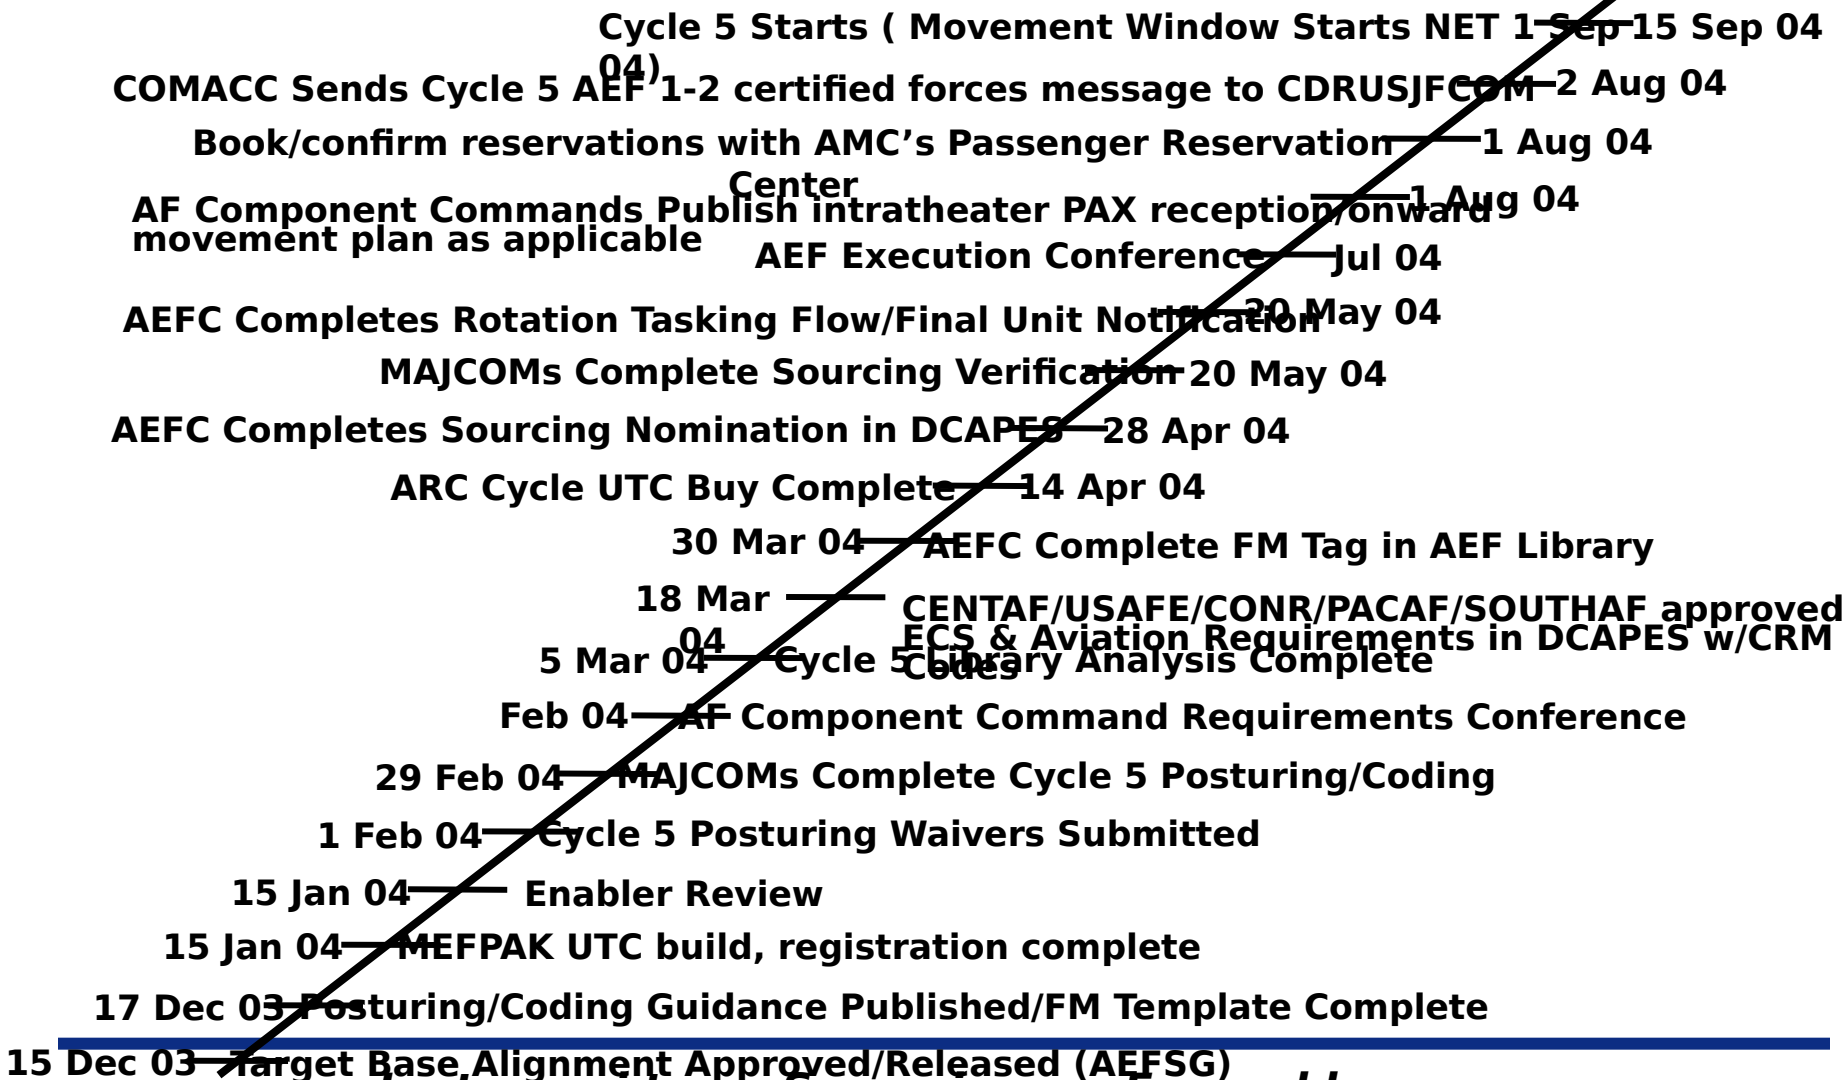 Cycle 5 Starts ( Movement Window Starts NET 1 Sep
04)
15 Sep 04
COMACC Sends Cycle 5 AEF 1-2 certified forces message to CDRUSJFCOM
2 Aug 04
Book/confirm reservations with AMC’s Passenger Reservation
Center
1 Aug 04
AF Component Commands Publish intratheater PAX reception/onward
movement plan as applicable
1 Aug 04
AEF Execution Conference
Jul 04
AEFC Completes Rotation Tasking Flow/Final Unit Notification
20 May 04
MAJCOMs Complete Sourcing Verification
20 May 04
AEFC Completes Sourcing Nomination in DCAPES
28 Apr 04
ARC Cycle UTC Buy Complete
14 Apr 04
30 Mar 04
AEFC Complete FM Tag in AEF Library
18 Mar
04
CENTAF/USAFE/CONR/PACAF/SOUTHAF approved
ECS & Aviation Requirements in DCAPES w/CRM
Codes
5 Mar 04
Cycle 5 Library Analysis Complete
Feb 04
AF Component Command Requirements Conference
29 Feb 04
MAJCOMs Complete Cycle 5 Posturing/Coding
1 Feb 04
Cycle 5 Posturing Waivers Submitted
15 Jan 04
Enabler Review
15 Jan 04
MEFPAK UTC build, registration complete
17 Dec 03
Posturing/Coding Guidance Published/FM Template Complete
15 Dec 03
Target Base Alignment Approved/Released (AEFSG)